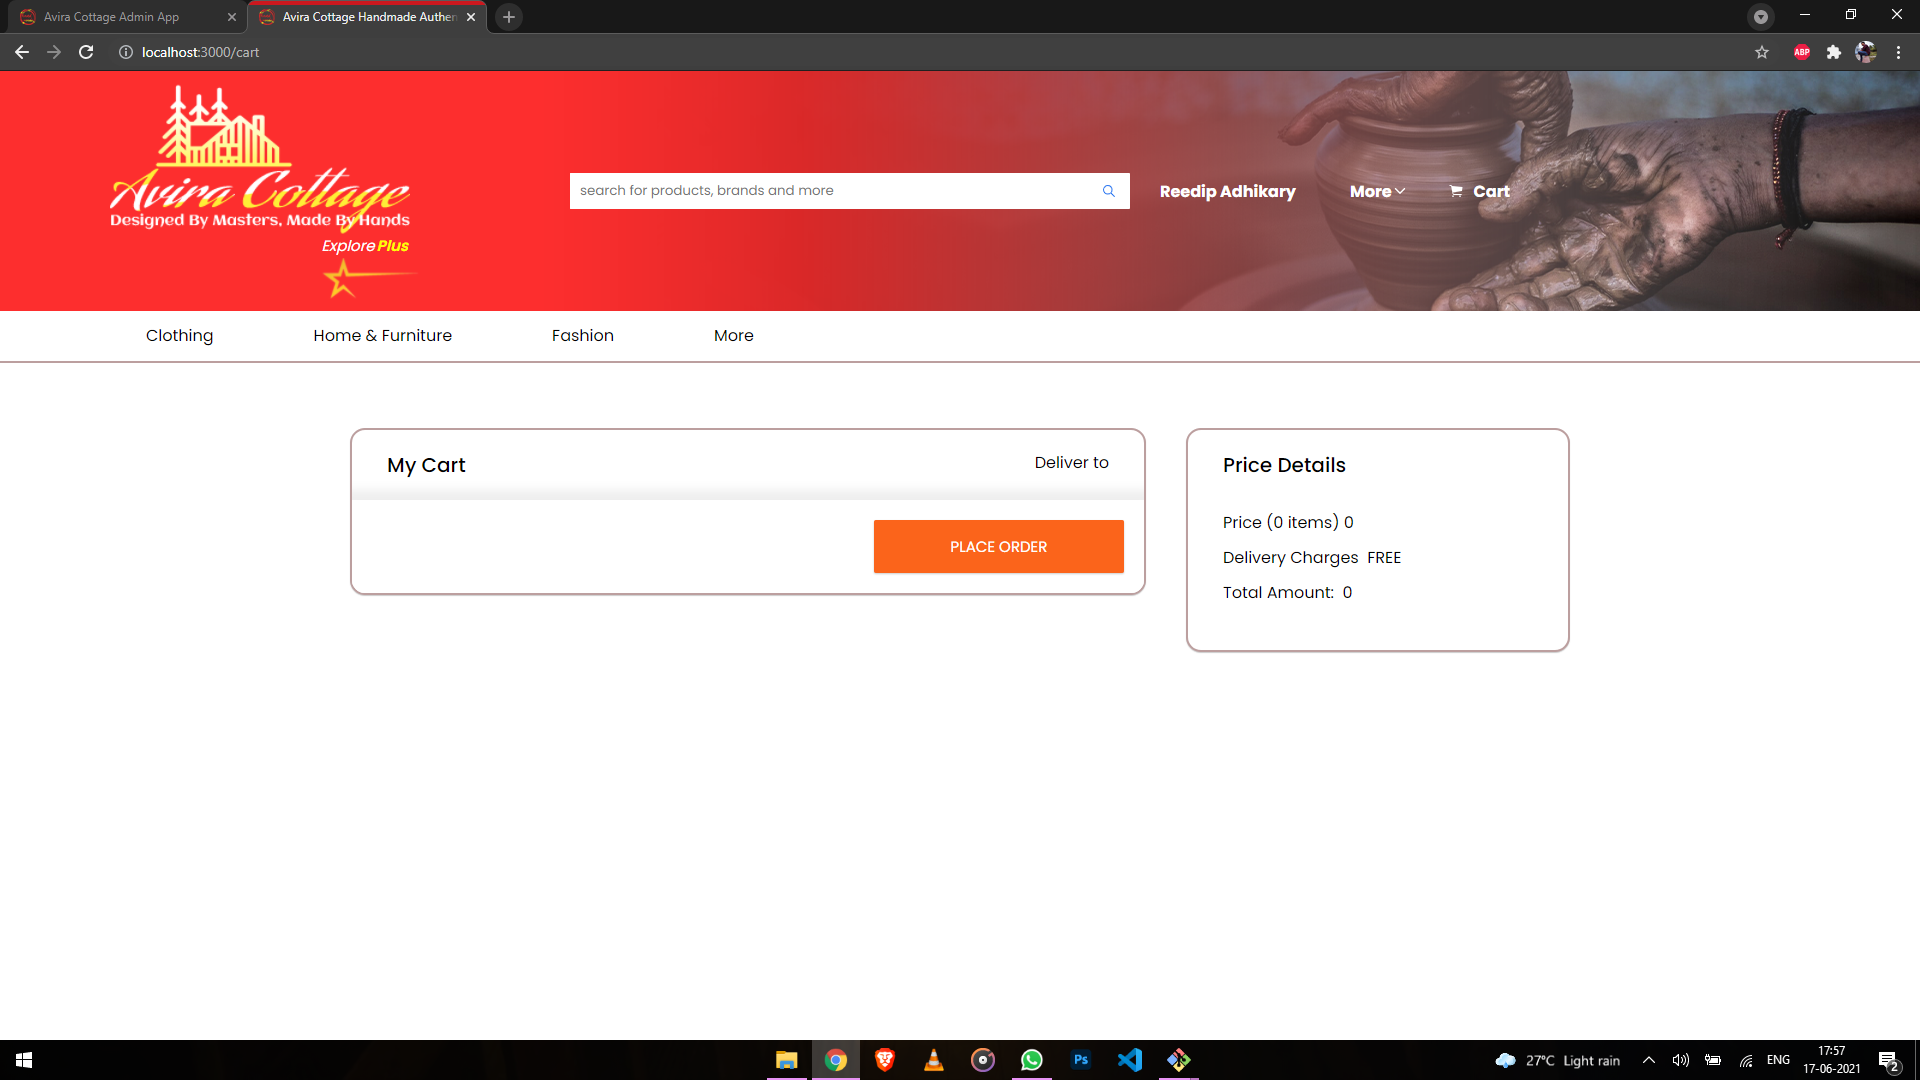 Avira Cottage Admin App
Avira Cottage Handmade Authen
localhost:3000/cart
ABP
Avira Cottage
Designed By Masters, Made By Hands
Explore Plus
search for products, brands and more
Reedip Adhikary
More
Cart
Clothing
Home & Furniture
Fashion
More
My Cart
Deliver to
PLACE ORDER
Price Details
Price (0 items) 0
Delivery Charges FREE
Total Amount: 0
Ps
27°C Light rain
ENG
17:57
17-06-2021
2